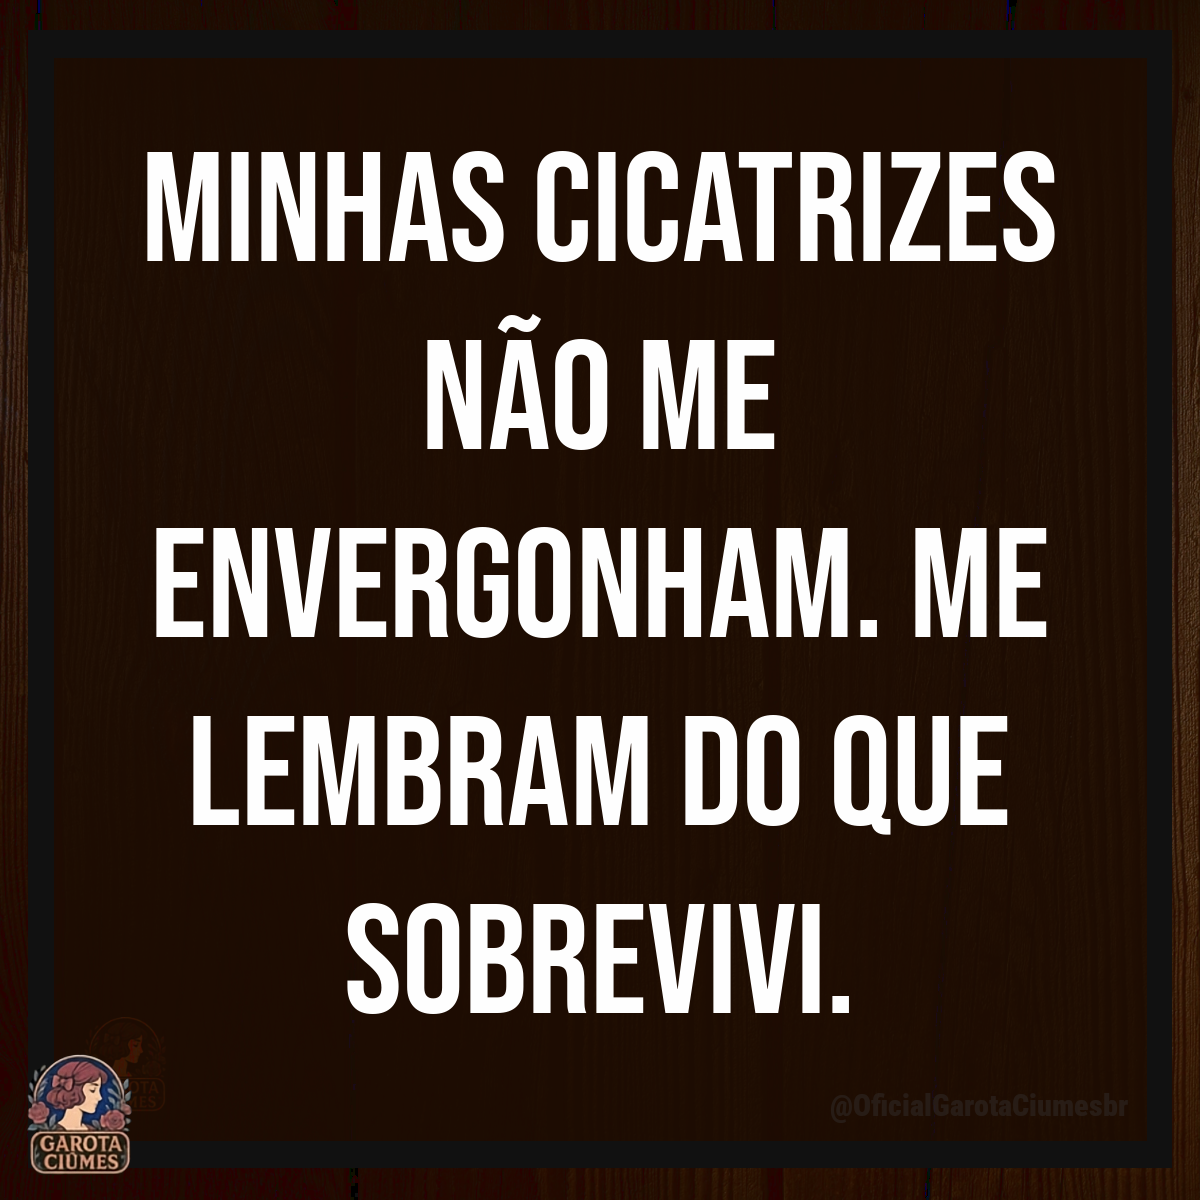 MINHAS CICATRIZES
NÃO ME
ENVERGONHAM. ME
LEMBRAM DO QUE
SOBREVIVI.
@OficialGarotaCiumesbr
GAROTA
CIÚMES